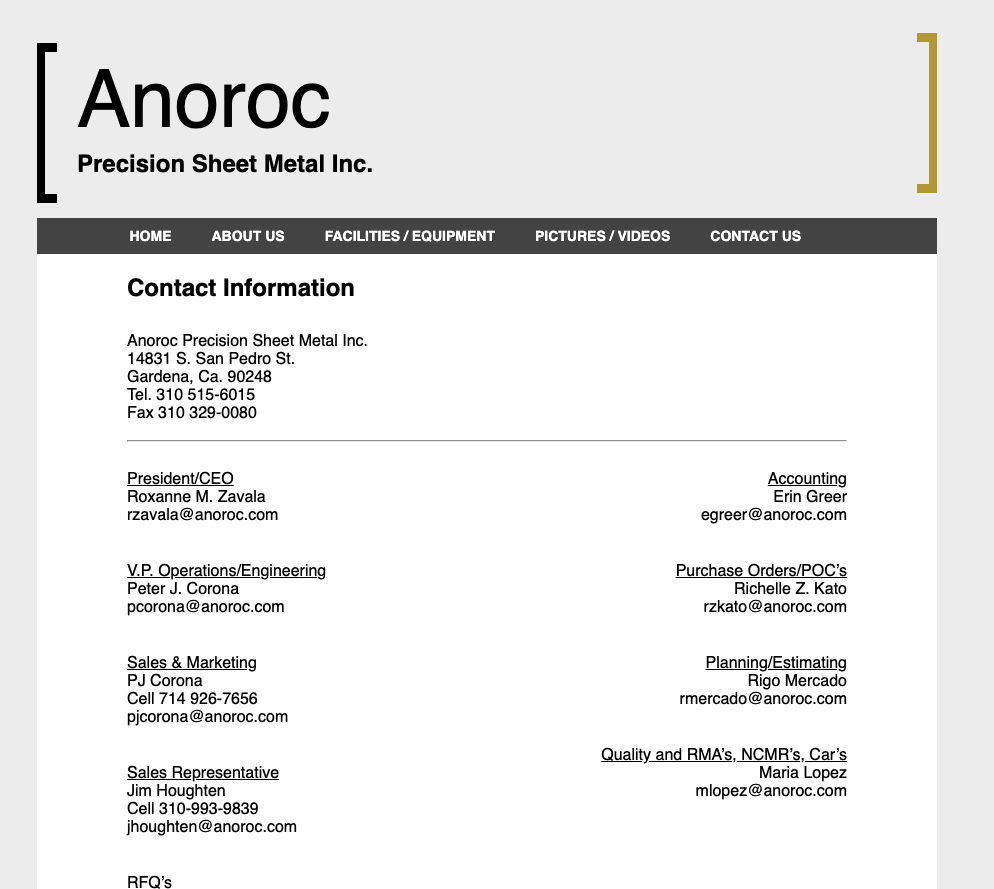 Anoroc
Precision Sheet Metal Inc.
HOME ABOUT US FACILITIES / EQUIPMENT PICTURES / VIDEOS CONTACT US
Contact Information
Anoroc Precision Sheet Metal Inc.
14831 S. San Pedro St.
Gardena, Ca. 90248
Tel. 310 515-6015
Fax 310 329-0080
President/CEO
Roxanne M. Zavala
rzavala@anoroc.com
V.P. Operations/Engineering
Peter J. Corona
pcorona@anoroc.com
Sales & Marketing
PJ Corona
Cell 714 926-7656
pjcorona@anoroc.com
Sales Representative
Jim Houghten
Cell 310-993-9839
jhoughten@anoroc.com
RFQ’s
Accounting
Erin Greer
egreer@anoroc.com
Purchase Orders/POC’s
Richelle Z. Kato
rzkato@anoroc.com
Planning/Estimating
Rigo Mercado
rmercado@anoroc.com
Quality and RMA’s, NCMR’s, Car’s
Maria Lopez
mlopez@anoroc.com